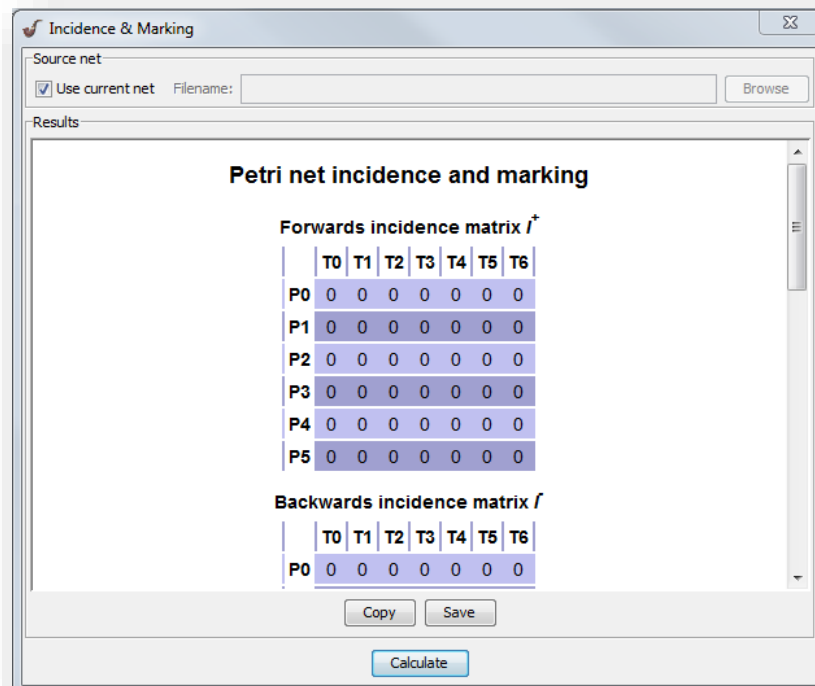 Incidence & Marking
Source net
Use current net Filename: Browse
Results
Petri net incidence and marking
Forwards incidence matrix I+
T0 T1 T2 T3 T4 T5 T6
P0 0 0 0 0 0 0 0
P1 0 0 0 0 0 0 0
P2 0 0 0 0 0 0 0
P3 0 0 0 0 0 0 0
P4 0 0 0 0 0 0 0
P5 0 0 0 0 0 0 0
Backwards incidence matrix I-
T0 T1 T2 T3 T4 T5 T6
P0 0 0 0 0 0 0 0
Copy Save
Calculate